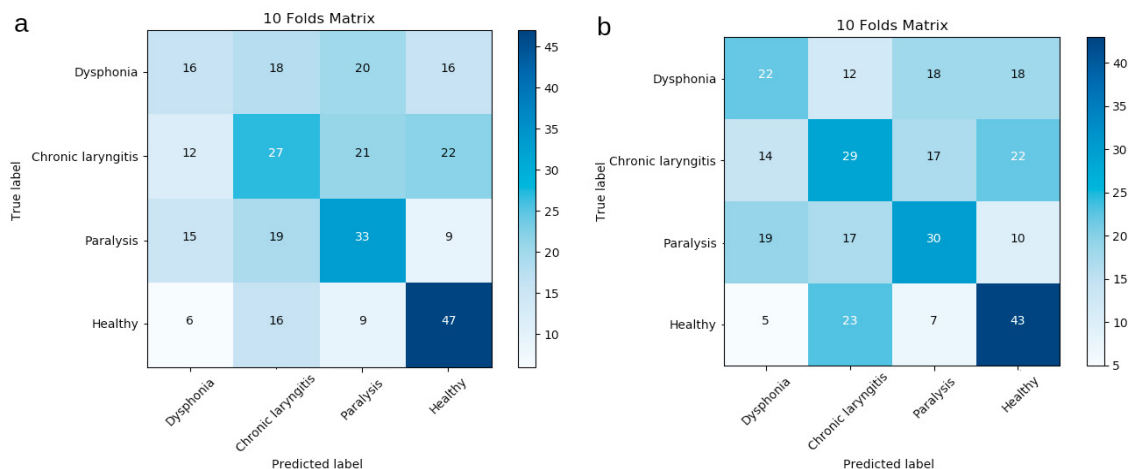 a
10 Folds Matrix
True label
Dysphonia 16 18 20 16
Chronic laryngitis 12 27 21 22
Paralysis 15 19 33 9
Healthy 6 16 9 47
45
40
35
30
25
20
15
10
Dysphonia Chronic laryngitis Paralysis Healthy
Predicted label
b
10 Folds Matrix
True label
Dysphonia 22 12 18 18
Chronic laryngitis 14 29 17 22
Paralysis 19 17 30 10
Healthy 5 23 7 43
40
35
30
25
20
15
10
5
Dysphonia Chronic laryngitis Paralysis Healthy
Predicted label